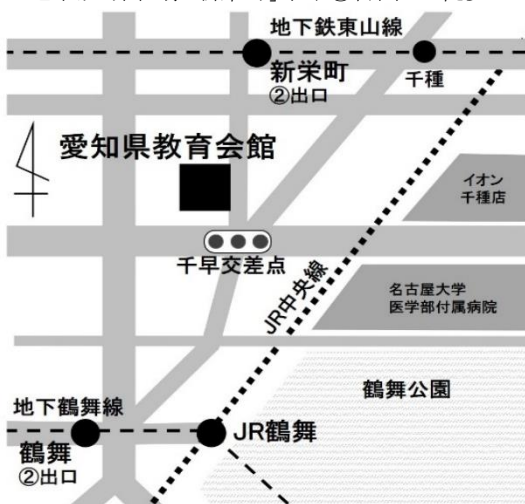 地下鉄東山線
新栄町
②出口
千種
愛知県教育会館
イオン
千種店
千早交差点
JR中央線
名古屋大学
医学部付属病院
鶴舞公園
地下鶴舞線
JR鶴舞
鶴舞
②出口